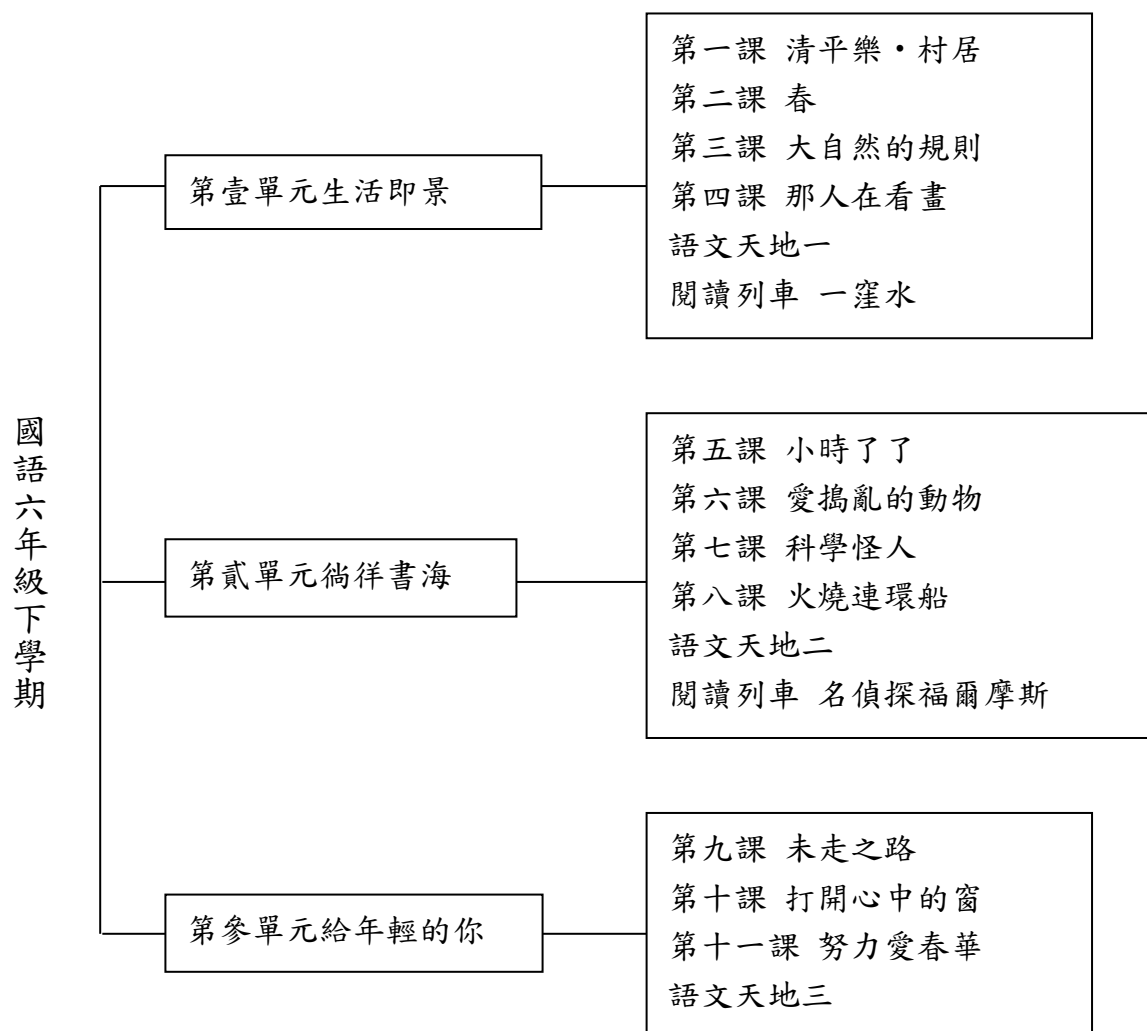 國語六年級下學期
第壹單元生活即景
第一課 清平樂・村居
第二課 春
第三課 大自然的規則
第四課 那人在看畫
語文天地一
閱讀列車 一窪水
第貳單元徜徉書海
第五課 小時了了
第六課 愛搗亂的動物
第七課 科學怪人
第八課 火燒連環船
語文天地二
閱讀列車 名偵探福爾摩斯
第參單元給年輕的你
第九課 未走之路
第十課 打開心中的窗
第十一課 努力愛春華
語文天地三